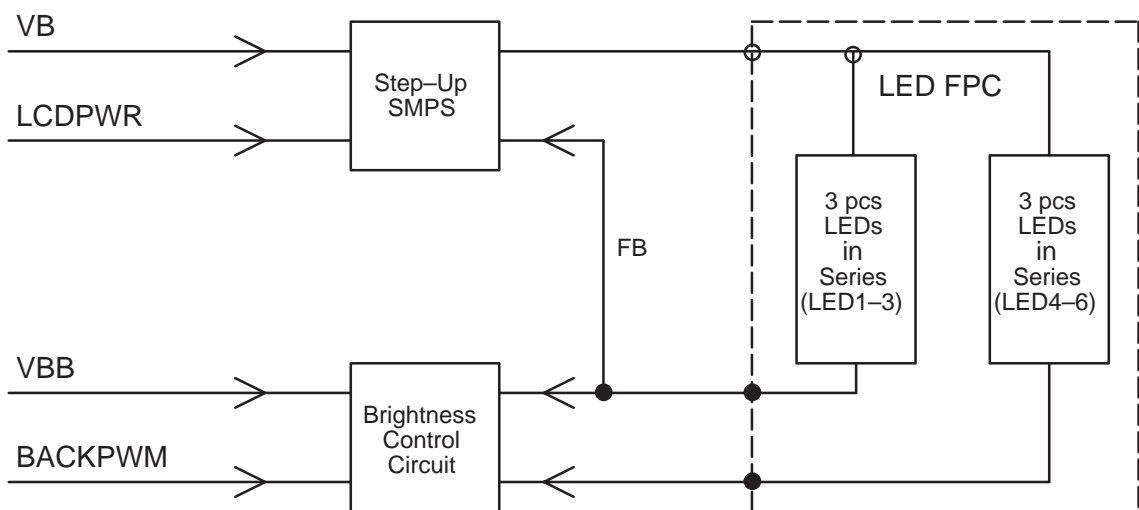 VB
Step–Up
SMPS
LED FPC
LCDPWR
3 pcs
LEDs
in
Series
(LED1–3)
3 pcs
LEDs
in
Series
(LED4–6)
FB
VBB
Brightness
Control
Circuit
BACKPWM